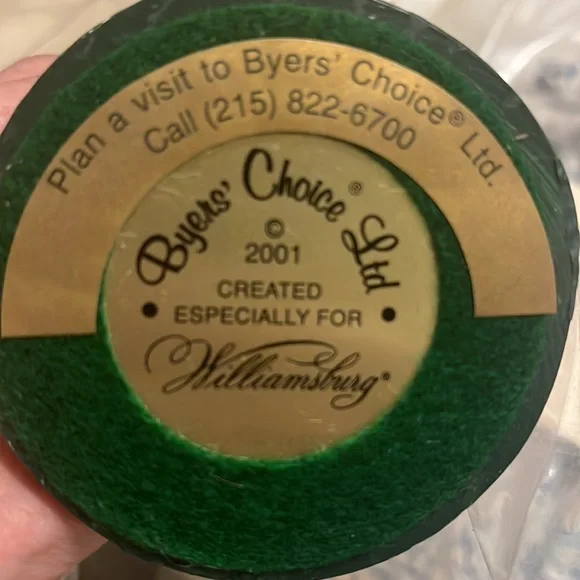 Plan a visit to Byers' Choice® Ltd.
Call (215) 822-6700
Byers' Choice® Ltd
©
2001
CREATED
• ESPECIALLY FOR •
Williamsburg®